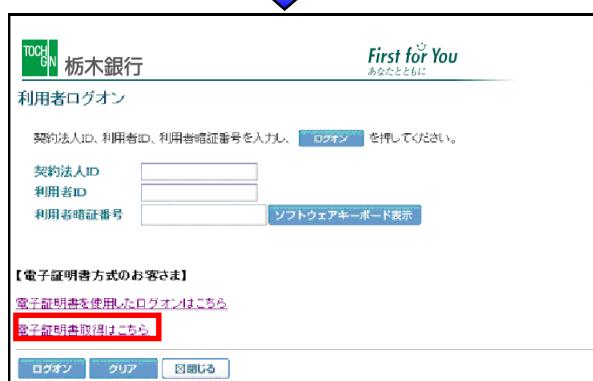 TOCHGIN 栃木銀行 First for You
あなたとともに
利用者ログオン
契約法人ID、利用者ID、利用者暗証番号を入力し、 ログオン を押してください。
契約法人ID
利用者ID
利用者暗証番号 ソフトウェアキーボード表示
【電子証明書方式のお客さま】
電子証明書を使用したログオンはこちら
電子証明書取得はこちら
ログオン クリア 閉じる